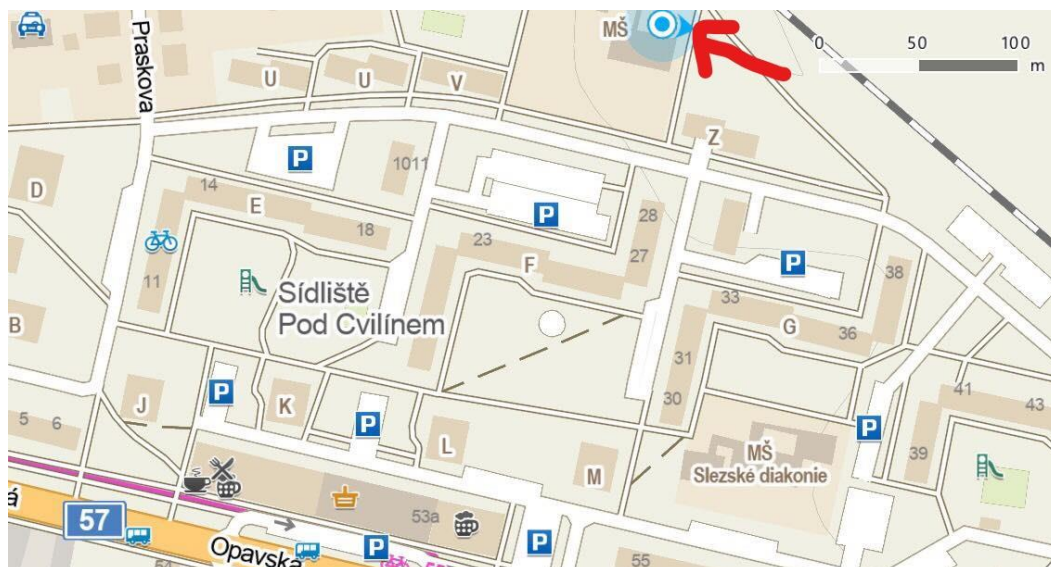 MŠ
0 50 100
m
Praskova
U
U
V
Z
P
1011
D
14
E
18
P
28
23
F
27
P
38
11
Sídliště
Pod Cvilínem
33
G
36
B
31
30
41
43
J
P
K
P
L
P
39
5
6
M
MŠ
Slezské diakonie
57
53a
Opavská
P
P
55